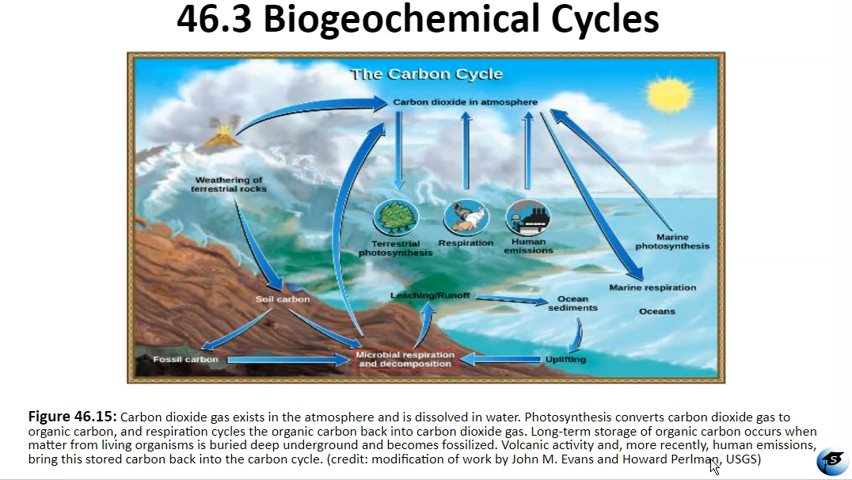 46.3 Biogeochemical Cycles
The Carbon Cycle
Carbon dioxide in atmosphere
Weathering of
terrestrial rocks
Terrestrial
photosynthesis
Respiration
Human
emissions
Marine
photosynthesis
Marine respiration
Oceans
Soil carbon
Leaching/Runoff
Ocean
sediments
Fossil carbon
Microbial respiration
and decomposition
Uplifting
Figure 46.15: Carbon dioxide gas exists in the atmosphere and is dissolved in water. Photosynthesis converts carbon dioxide gas to
organic carbon, and respiration cycles the organic carbon back into carbon dioxide gas. Long-term storage of organic carbon occurs when
matter from living organisms is buried deep underground and becomes fossilized. Volcanic activity and, more recently, human emissions,
bring this stored carbon back into the carbon cycle. (credit: modification of work by John M. Evans and Howard Perlman, USGS)
S